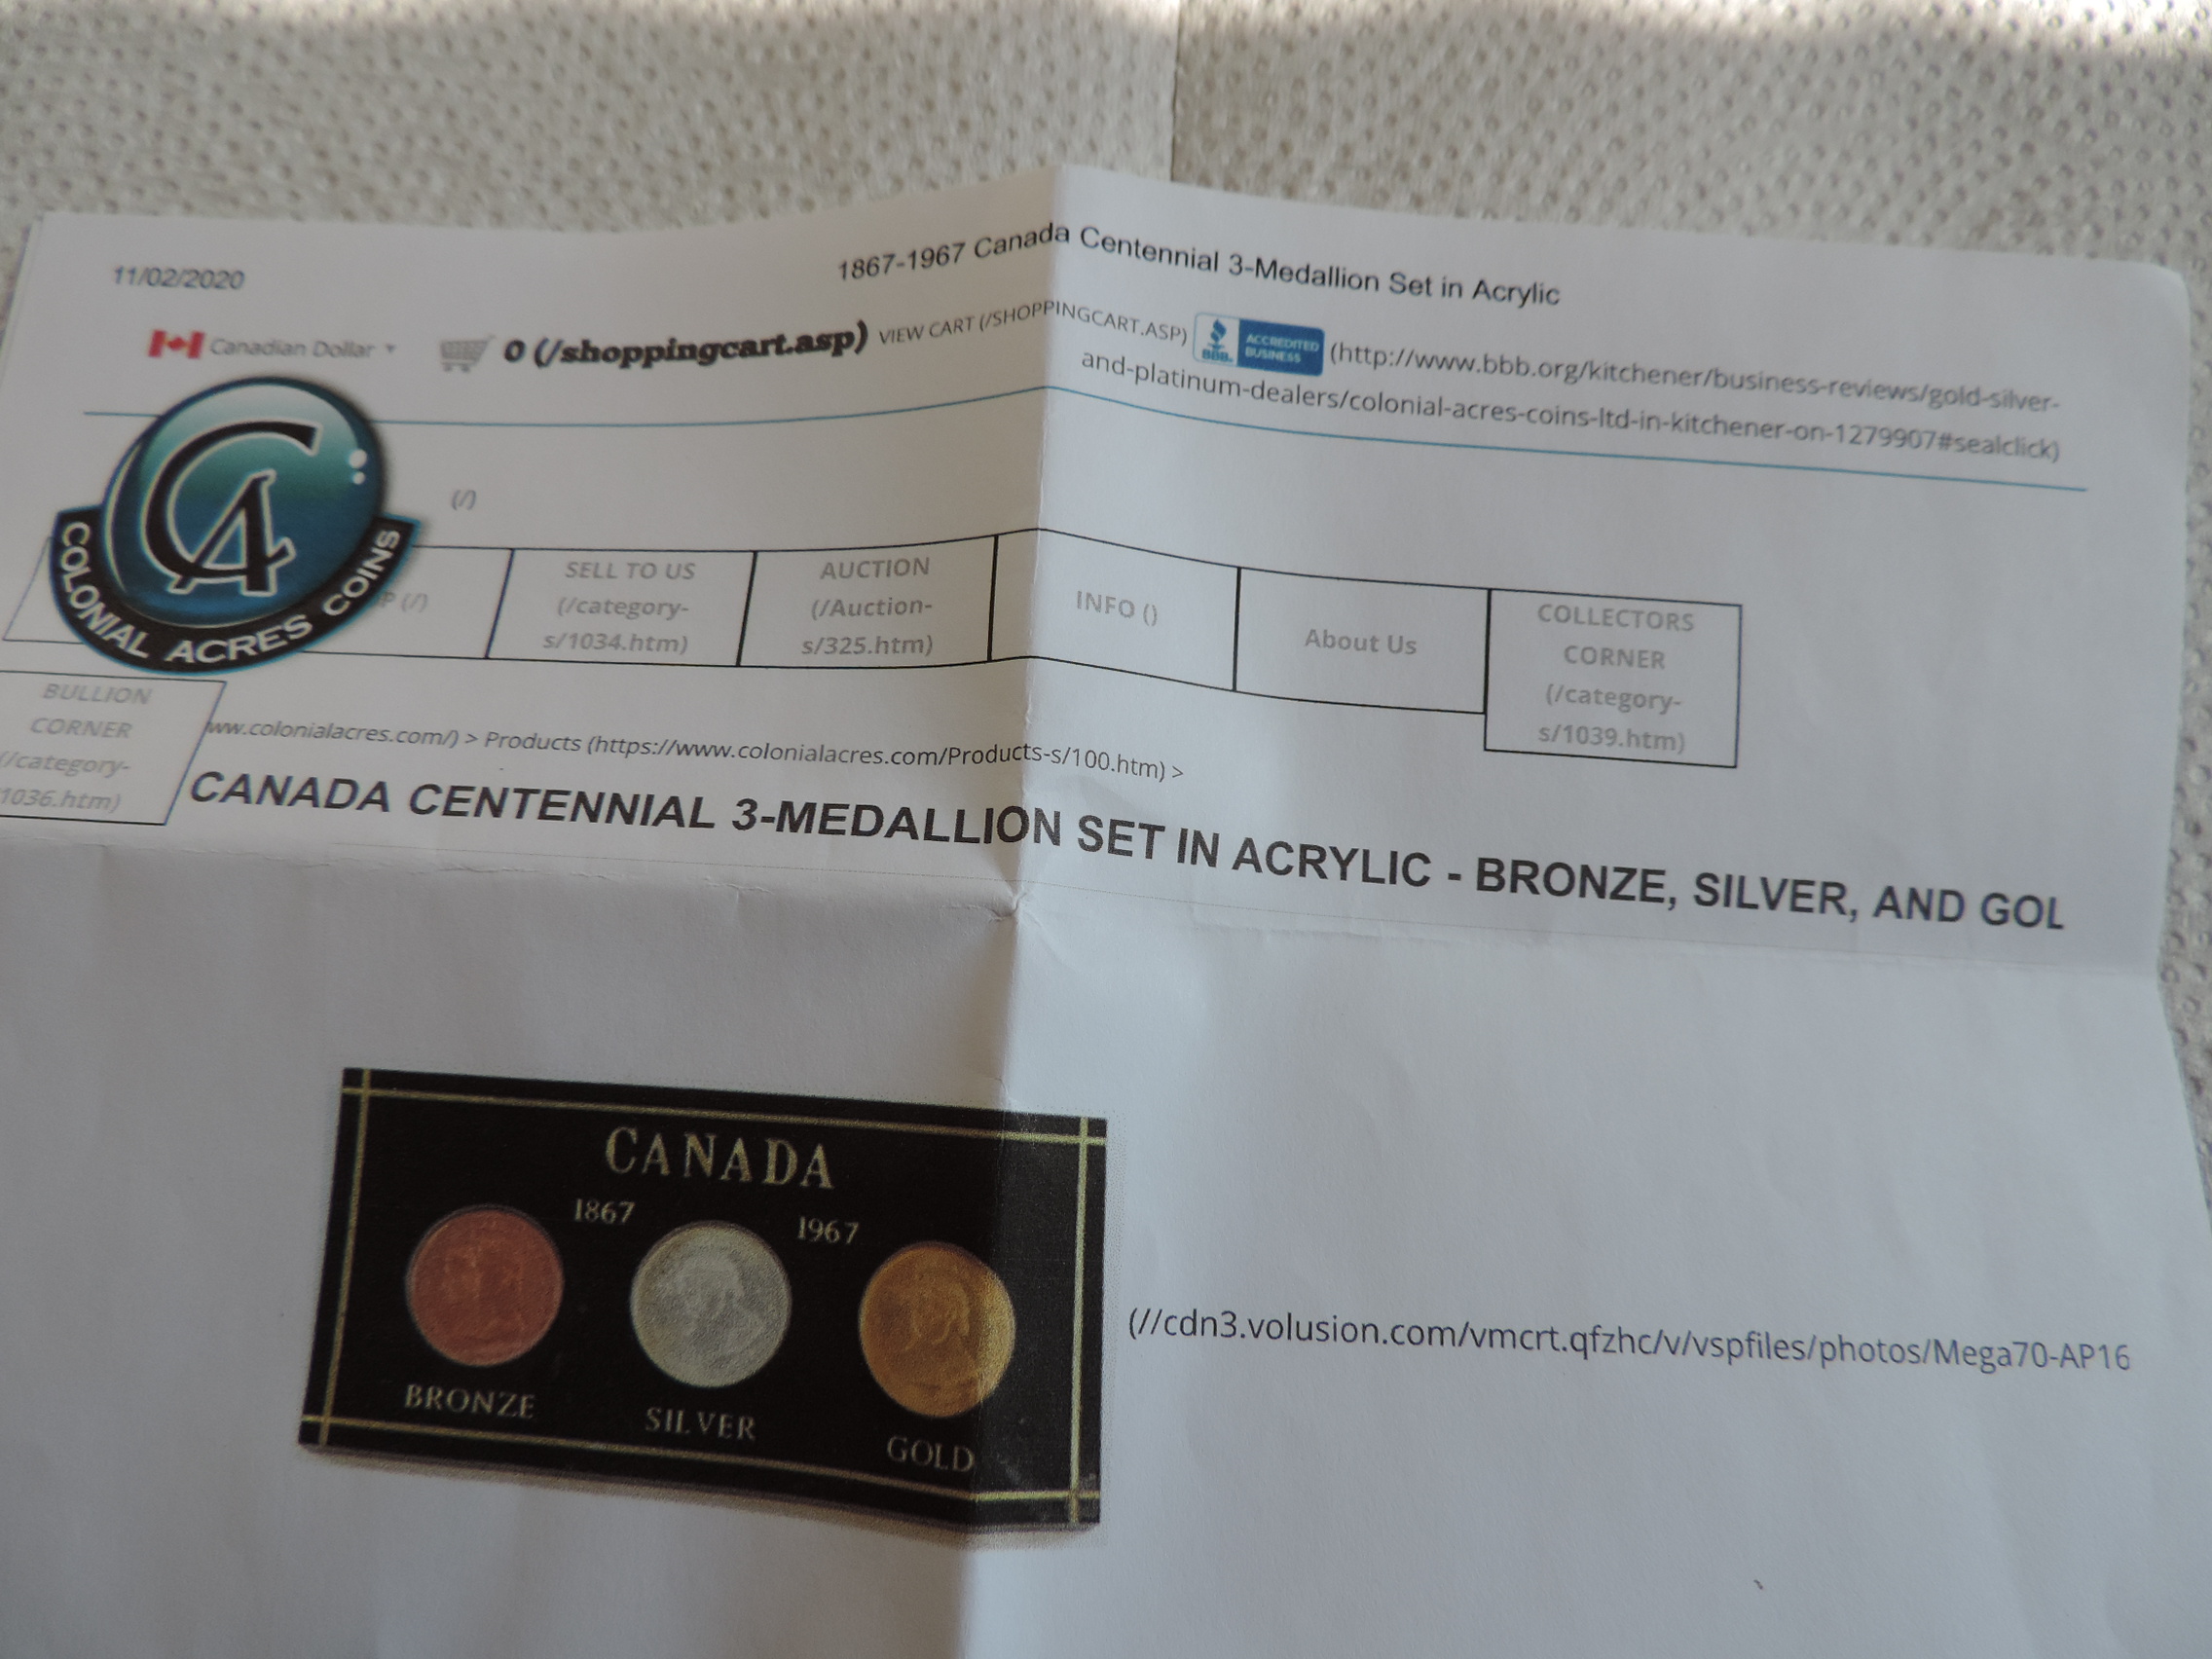 11/02/2020
1867-1967 Canada Centennial 3-Medallion Set in Acrylic
Canadian Dollar
0 (/shoppingcart.asp) VIEW CART (/SHOPPINGCART.ASP)
BBB. ACCREDITED BUSINESS
(http://www.bbb.org/kitchener/business-reviews/gold-silver-
and-platinum-dealers/colonial-acres-coins-ltd-in-kitchener-on-1279907#sealclick)
CA
COLONIAL ACRES COINS
(/)
P (/)
SELL TO US
(/category-
s/1034.htm)
AUCTION
(/Auction-
s/325.htm)
INFO ()
About Us
COLLECTORS
CORNER
(/category-
s/1039.htm)
BULLION
CORNER
(/category-
1036.htm)
ww.colonialacres.com/) > Products (https://www.colonialacres.com/Products-s/100.htm) >
CANADA CENTENNIAL 3-MEDALLION SET IN ACRYLIC - BRONZE, SILVER, AND GOL
CANADA
1867 1967
BRONZE
SILVER
GOLD
(//cdn3.volusion.com/vmcrt.qfzhc/v/vspfiles/photos/Mega70-AP16